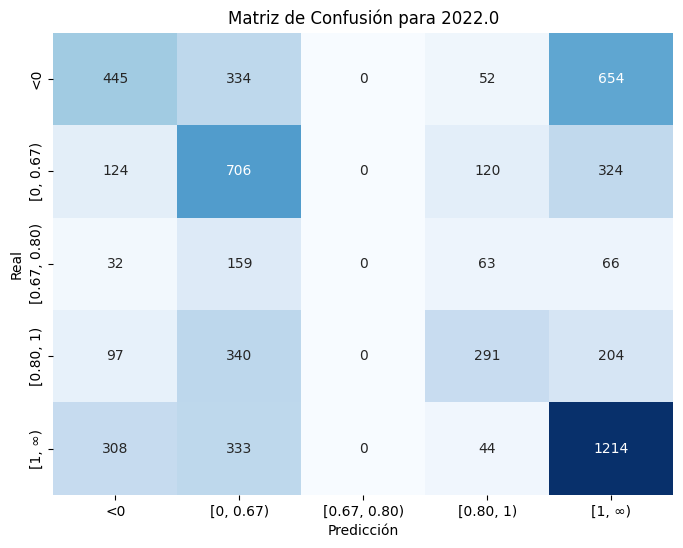 Matriz de Confusión para 2022.0
Real
<0 445 334 0 52 654
[0, 0.67) 124 706 0 120 324
[0.67, 0.80) 32 159 0 63 66
[0.80, 1) 97 340 0 291 204
[1, ∞) 308 333 0 44 1214
<0 [0, 0.67) [0.67, 0.80) [0.80, 1) [1, ∞)
Predicción